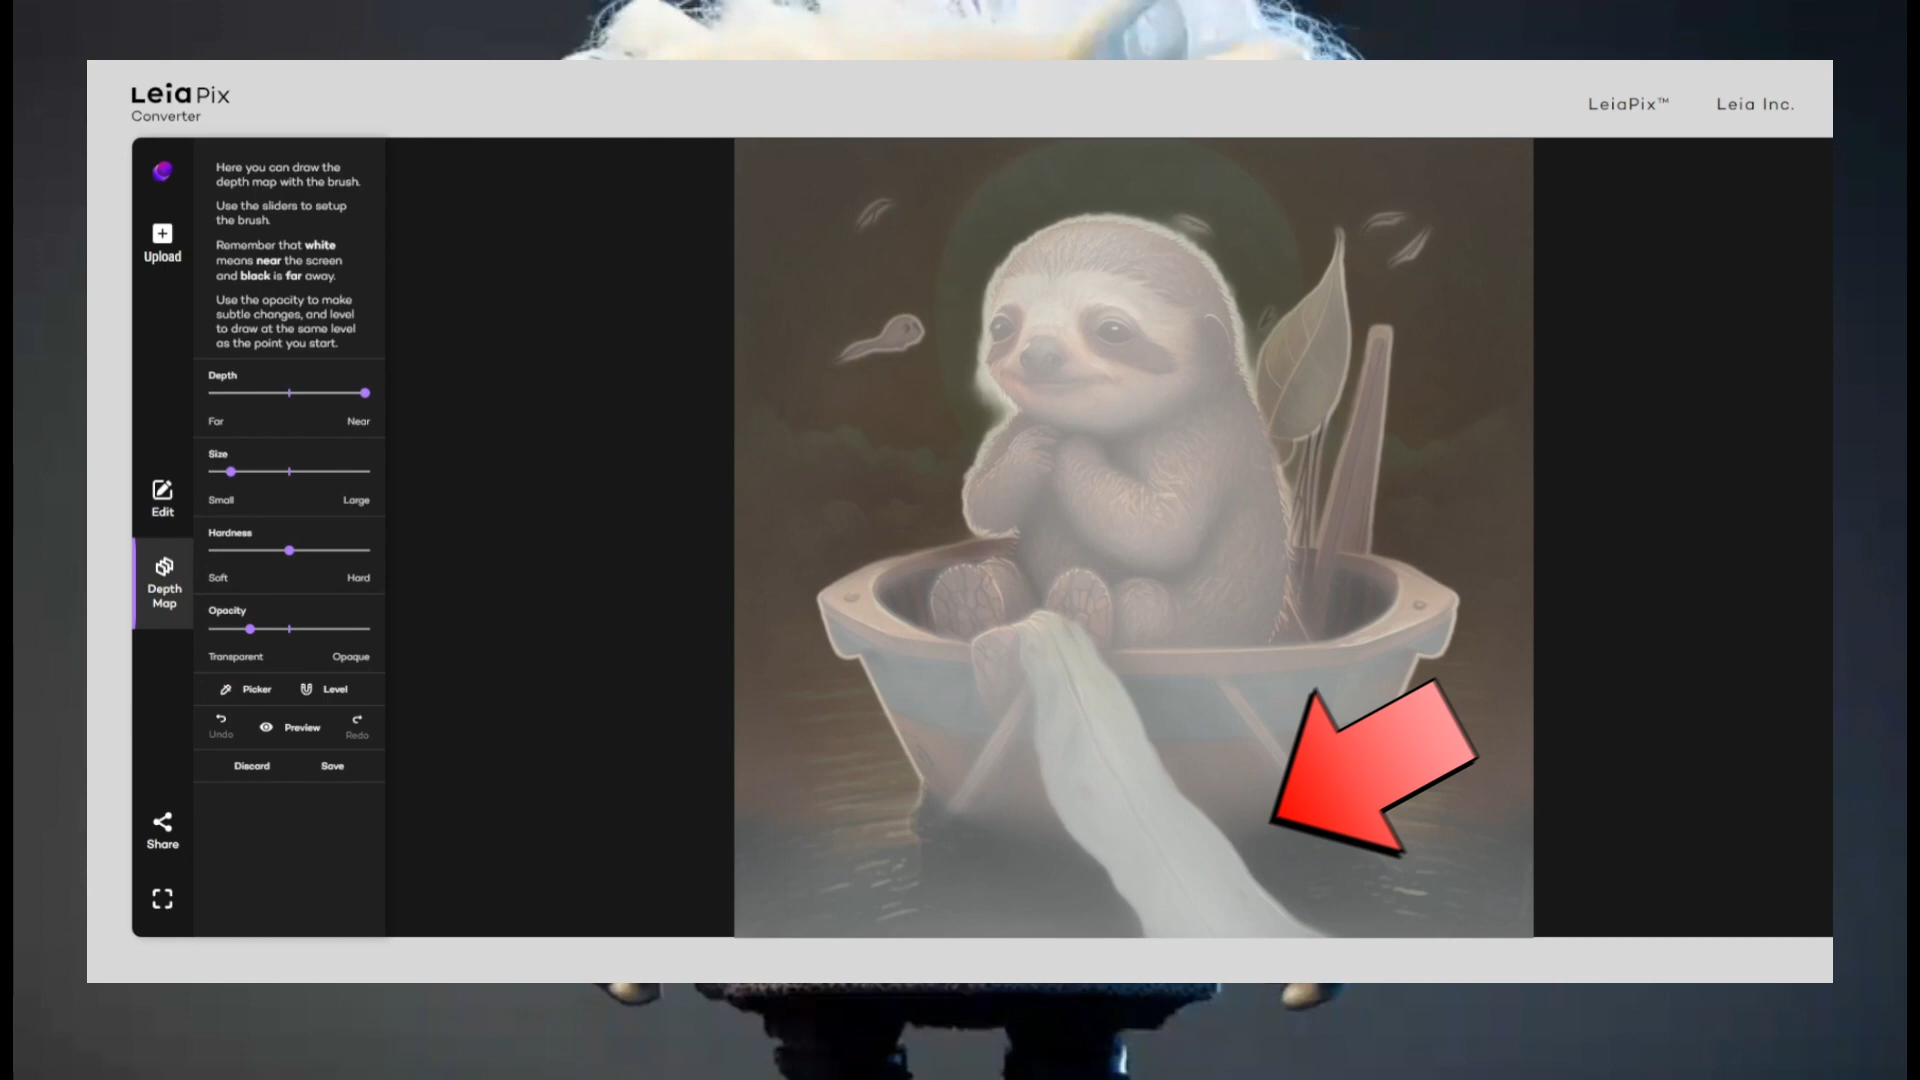 Leia Pix
Converter
LeiaPix™
Leia Inc.
Here you can draw the
depth map with the brush.
Use the sliders to setup
the brush.
Remember that white
means near the screen
and black is far away.
Use the opacity to make
subtle changes, and level
to draw at the same level
as the point you start.
Upload
Edit
Depth
Map
Share
Depth
Far Near
Size
Small Large
Hardness
Soft Hard
Opacity
Transparent Opaque
Picker Level
Undo Preview Redo
Discard Save